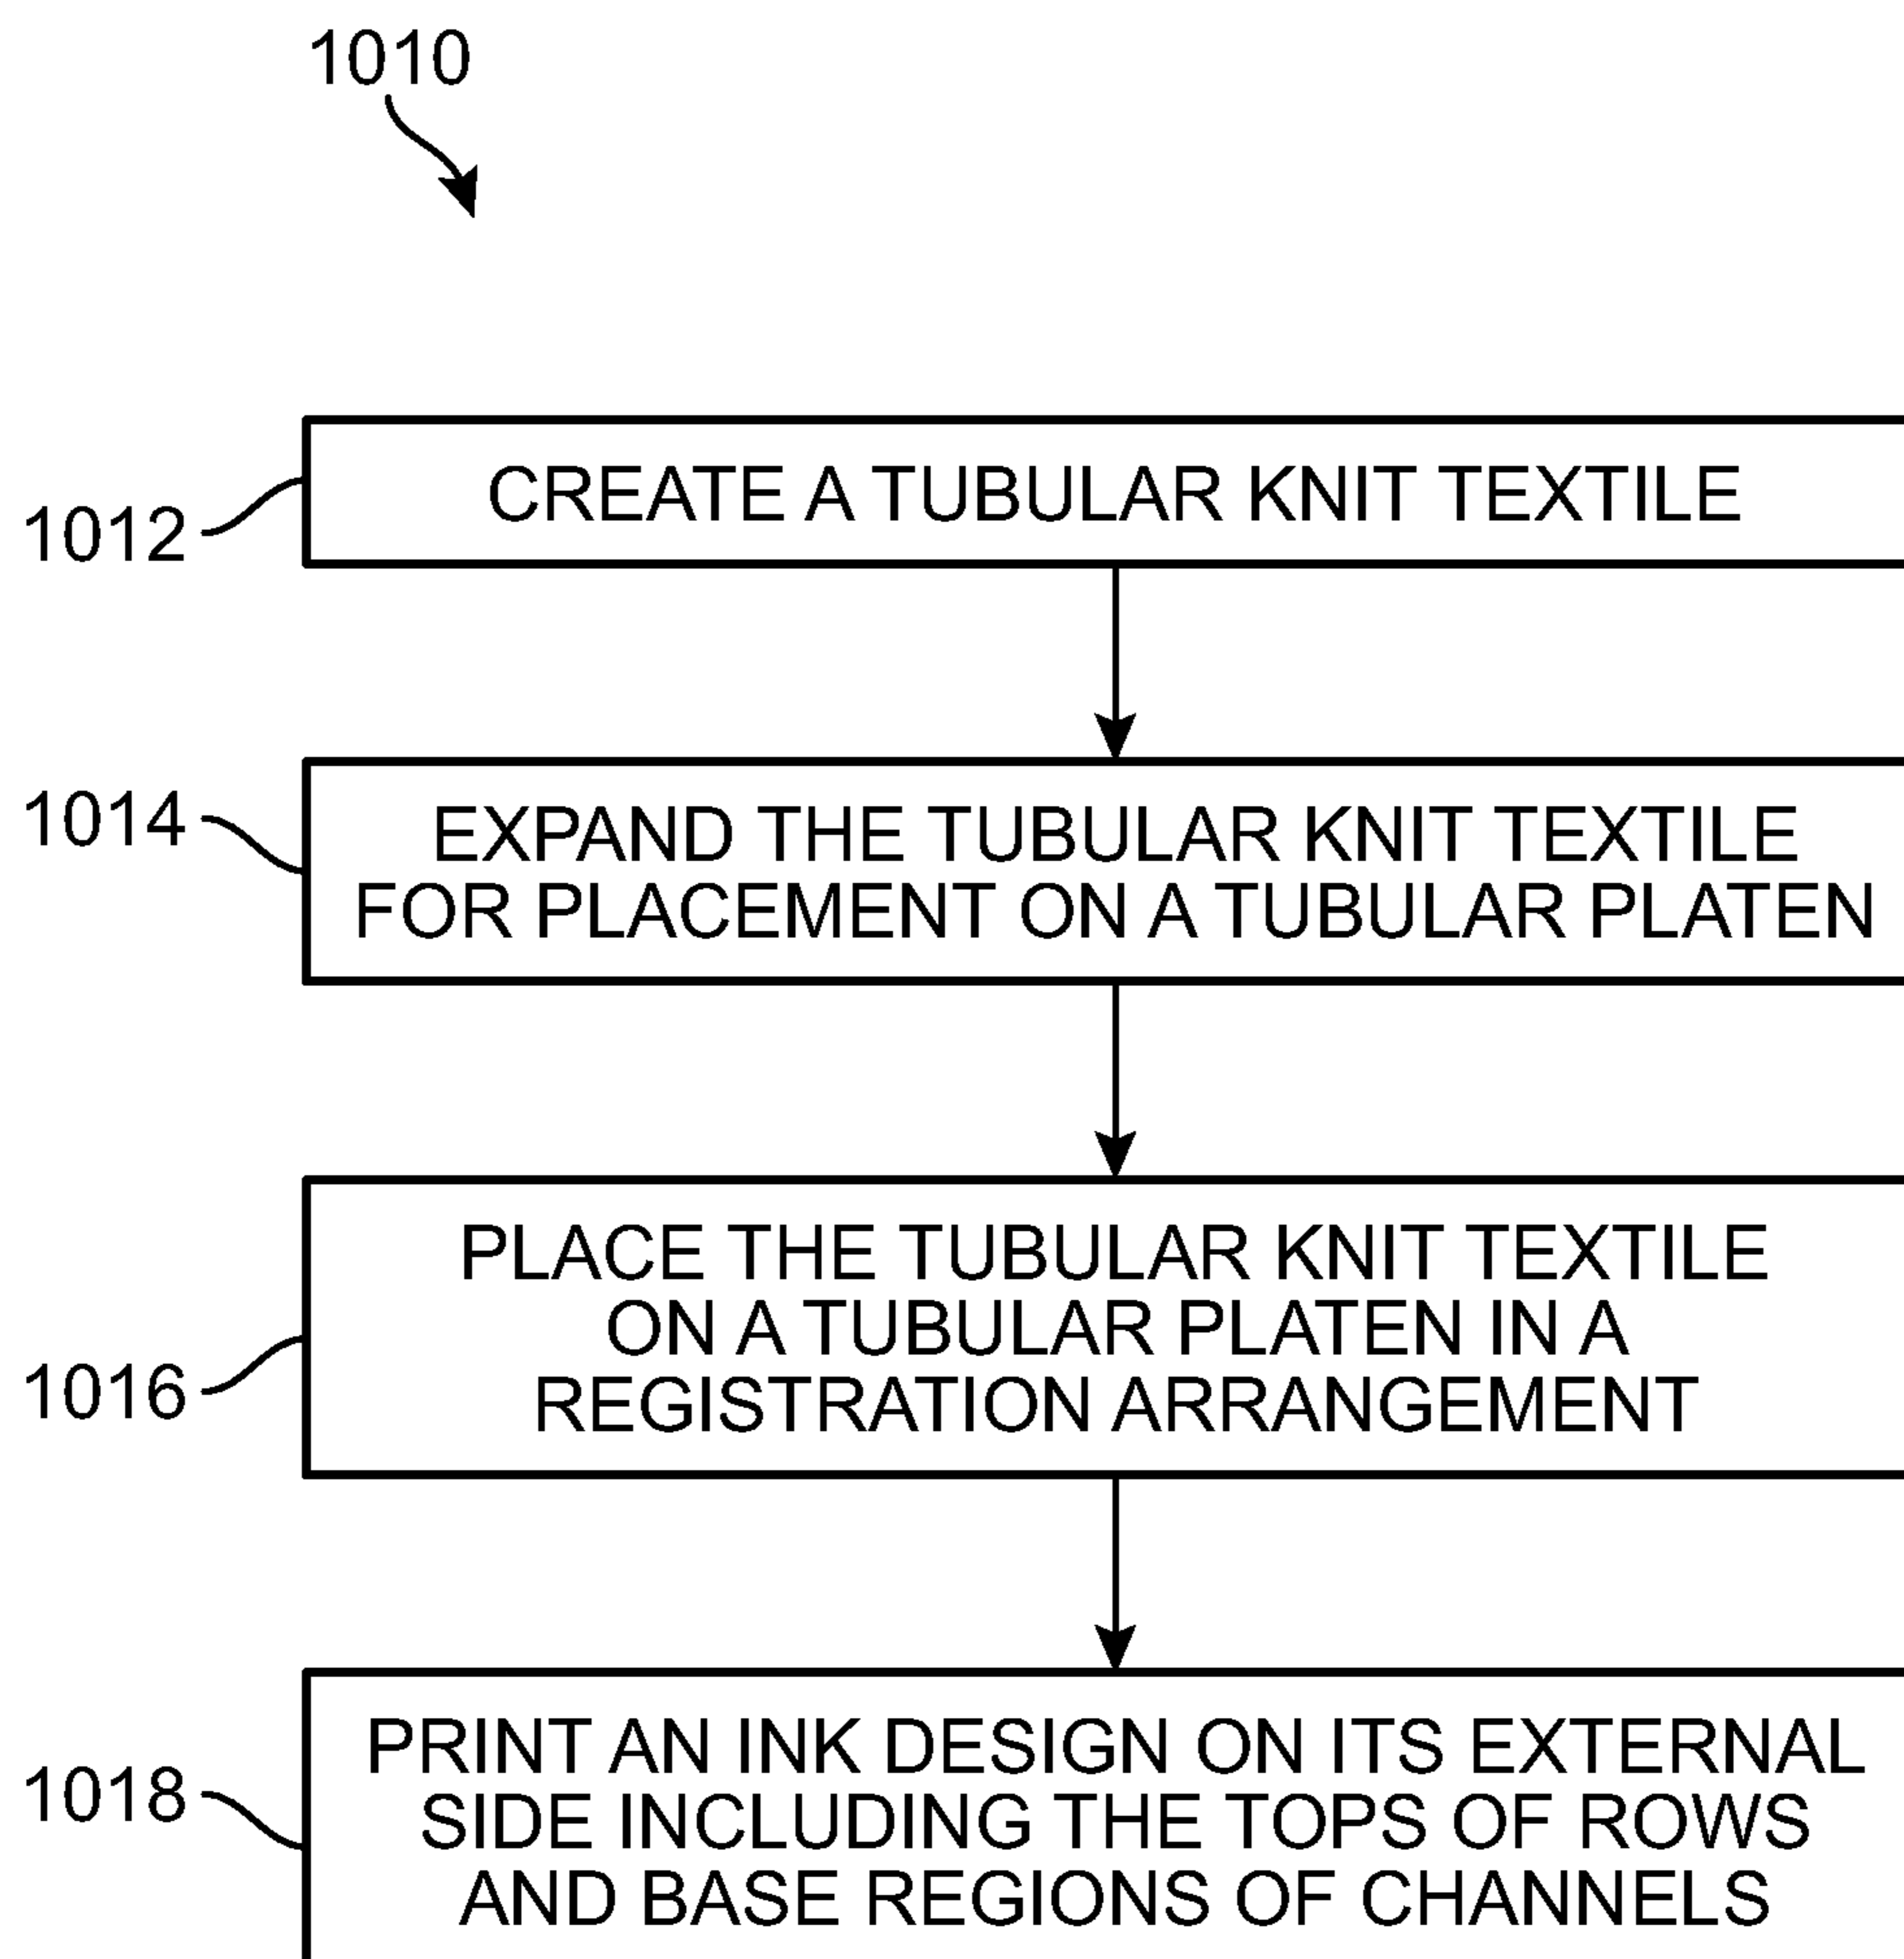 1010
1012
CREATE A TUBULAR KNIT TEXTILE
1014
EXPAND THE TUBULAR KNIT TEXTILE
FOR PLACEMENT ON A TUBULAR PLATEN
1016
PLACE THE TUBULAR KNIT TEXTILE
ON A TUBULAR PLATEN IN A
REGISTRATION ARRANGEMENT
1018
PRINT AN INK DESIGN ON ITS EXTERNAL
SIDE INCLUDING THE TOPS OF ROWS
AND BASE REGIONS OF CHANNELS